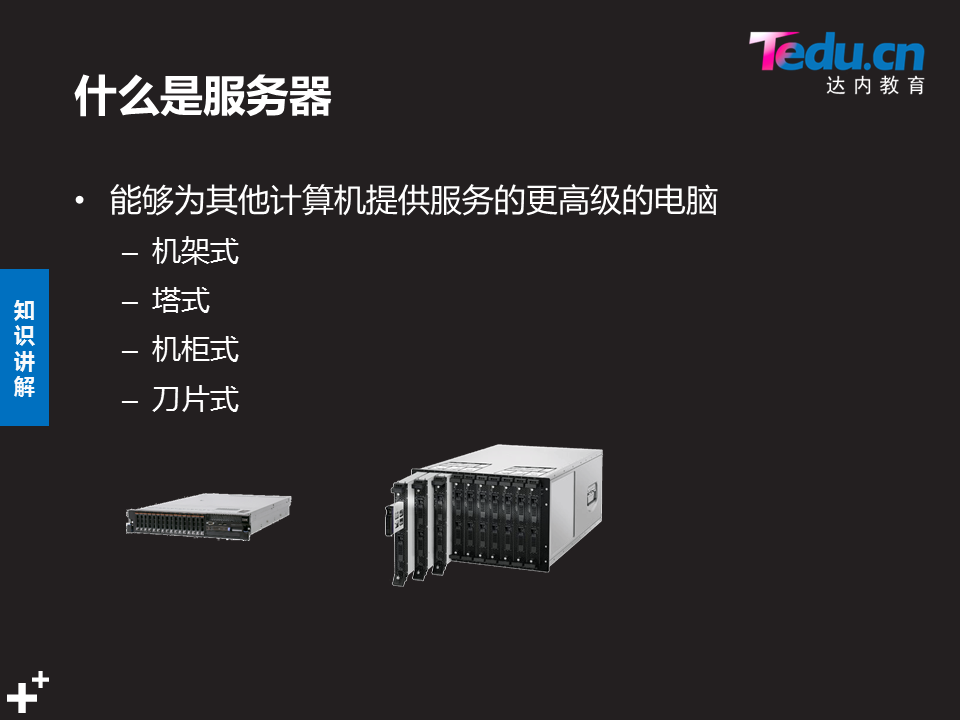 Tedu.cn
达内教育
什么是服务器
• 能够为其他计算机提供服务的更高级的电脑
– 机架式
– 塔式
– 机柜式
– 刀片式
知识讲解